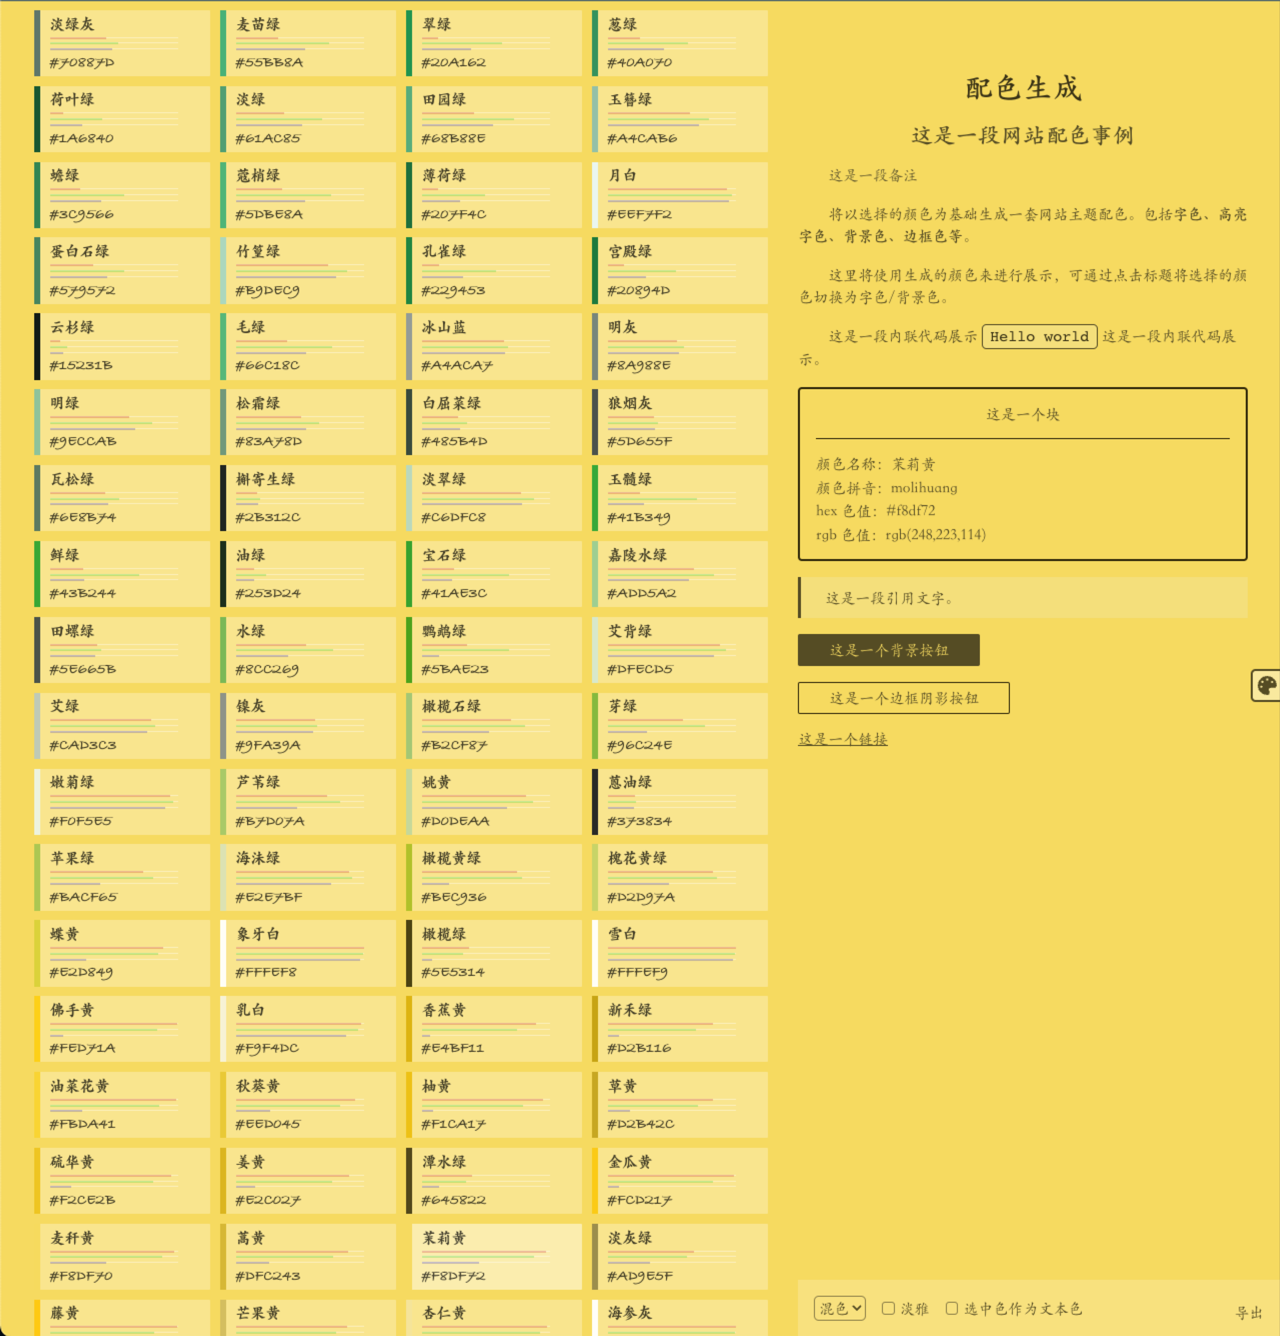 淡绿灰
#70887D
麦苗绿
#55BB8A
翠绿
#20A162
葱绿
#40A070
荷叶绿
#1A6840
淡绿
#61AC85
田园绿
#68B88E
玉簪绿
#A4CAB6
蟾绿
#3C9566
蔻梢绿
#5DBE8A
薄荷绿
#207F4C
月白
#EEF7F2
蛋白石绿
#579572
竹篁绿
#B9DEC9
孔雀绿
#229453
宫殿绿
#20894D
云杉绿
#15231B
毛绿
#66C18C
冰山蓝
#A4ACA7
明灰
#8A988E
明绿
#9ECCAB
松霜绿
#83A78D
白屈菜绿
#485B4D
狼烟灰
#5D655F
瓦松绿
#6E8B74
槲寄生绿
#2B312C
淡翠绿
#C6DFC8
玉髓绿
#41B349
鲜绿
#43B244
油绿
#253D24
宝石绿
#41AE3C
嘉陵水绿
#ADD5A2
田螺绿
#5E665B
水绿
#8CC269
鹦鹉绿
#5BAE23
艾背绿
#DFECD5
艾绿
#CAD3C3
镍灰
#9FA39A
橄榄石绿
#B2CF87
芽绿
#96C24E
嫩菊绿
#F0F5E5
芦苇绿
#B7D07A
姚黄
#D0DEAA
蒽油绿
#373834
苹果绿
#BACF65
海沬绿
#E2E7BF
橄榄黄绿
#BEC936
槐花黄绿
#D2D97A
蝶黄
#E2D849
象牙白
#FFFEF8
橄榄绿
#5E5314
雪白
#FFFEF9
佛手黄
#FED71A
乳白
#F9F4DC
香蕉黄
#E4BF11
新禾绿
#D2B116
油菜花黄
#FBDA41
秋葵黄
#EED045
柚黄
#F1CA17
草黄
#D2B42C
硫华黄
#F2CE2B
姜黄
#E2C027
潭水绿
#645822
金瓜黄
#FCD217
麦秆黄
#F8DF70
蒿黄
#DFC243
茉莉黄
#F8DF72
淡灰绿
#AD9E5F
藤黄
芒果黄
杏仁黄
海参灰
配色生成
这是一段网站配色事例
这是一段备注
将以选择的颜色为基础生成一套网站主题配色。包括字色、高亮
字色、背景色、边框色等。
这里将使用生成的颜色来进行展示，可通过点击标题将选择的颜
色切换为字色/背景色。
这是一段内联代码展示 Hello world 这是一段内联代码展
示。
这是一个块
颜色名称：茉莉黄
颜色拼音：molihuang
hex 色值：#f8df72
rgb 色值：rgb(248,223,114)
这是一段引用文字。
这是一个背景按钮
这是一个边框阴影按钮
这是一个链接
混色 淡雅 选中色作为文本色 导出